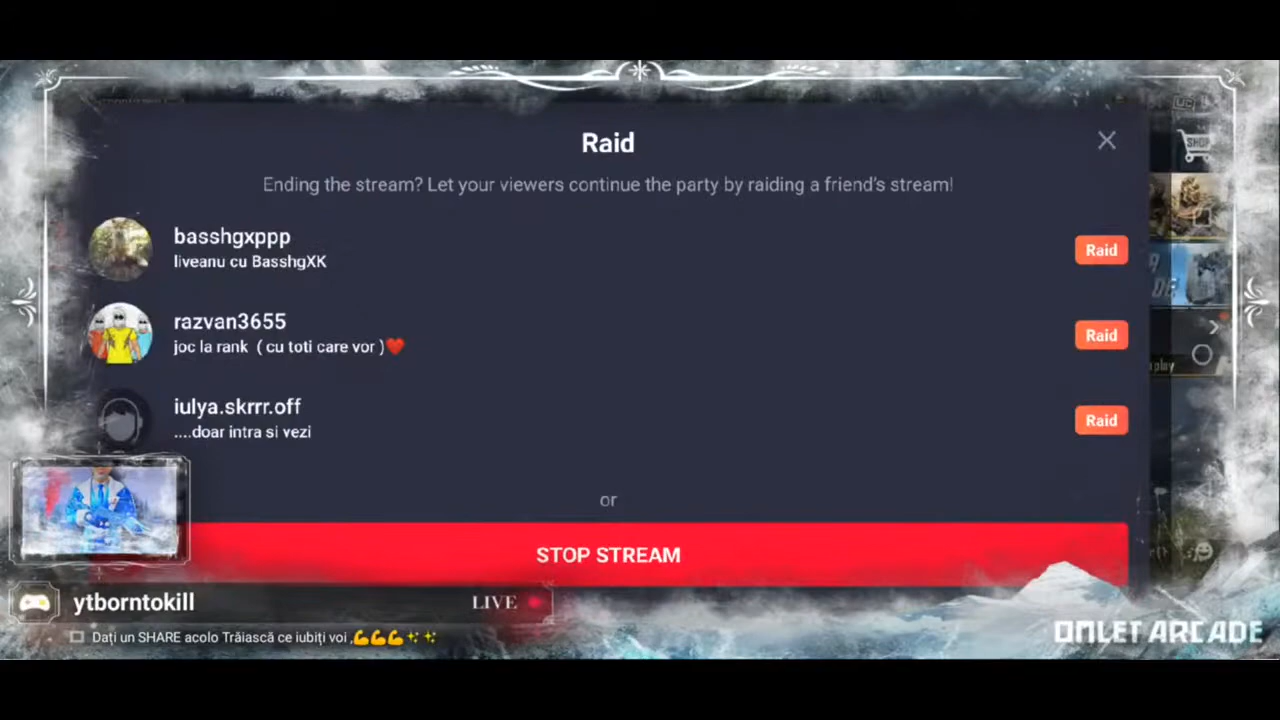 Raid
Ending the stream? Let your viewers continue the party by raiding a friend's stream!
basshgxppp
liveanu cu BasshgXK
Raid
razvan3655
joc la rank ( cu toti care vor )❤️
Raid
iulya.skrrr.off
....doar intra si vezi
Raid
or
STOP STREAM
ytborntokill
LIVE
Dați un SHARE acolo Trăiască ce iubiți voi ,💪💪💪✨✨
OMLET ARCADE
SHOP